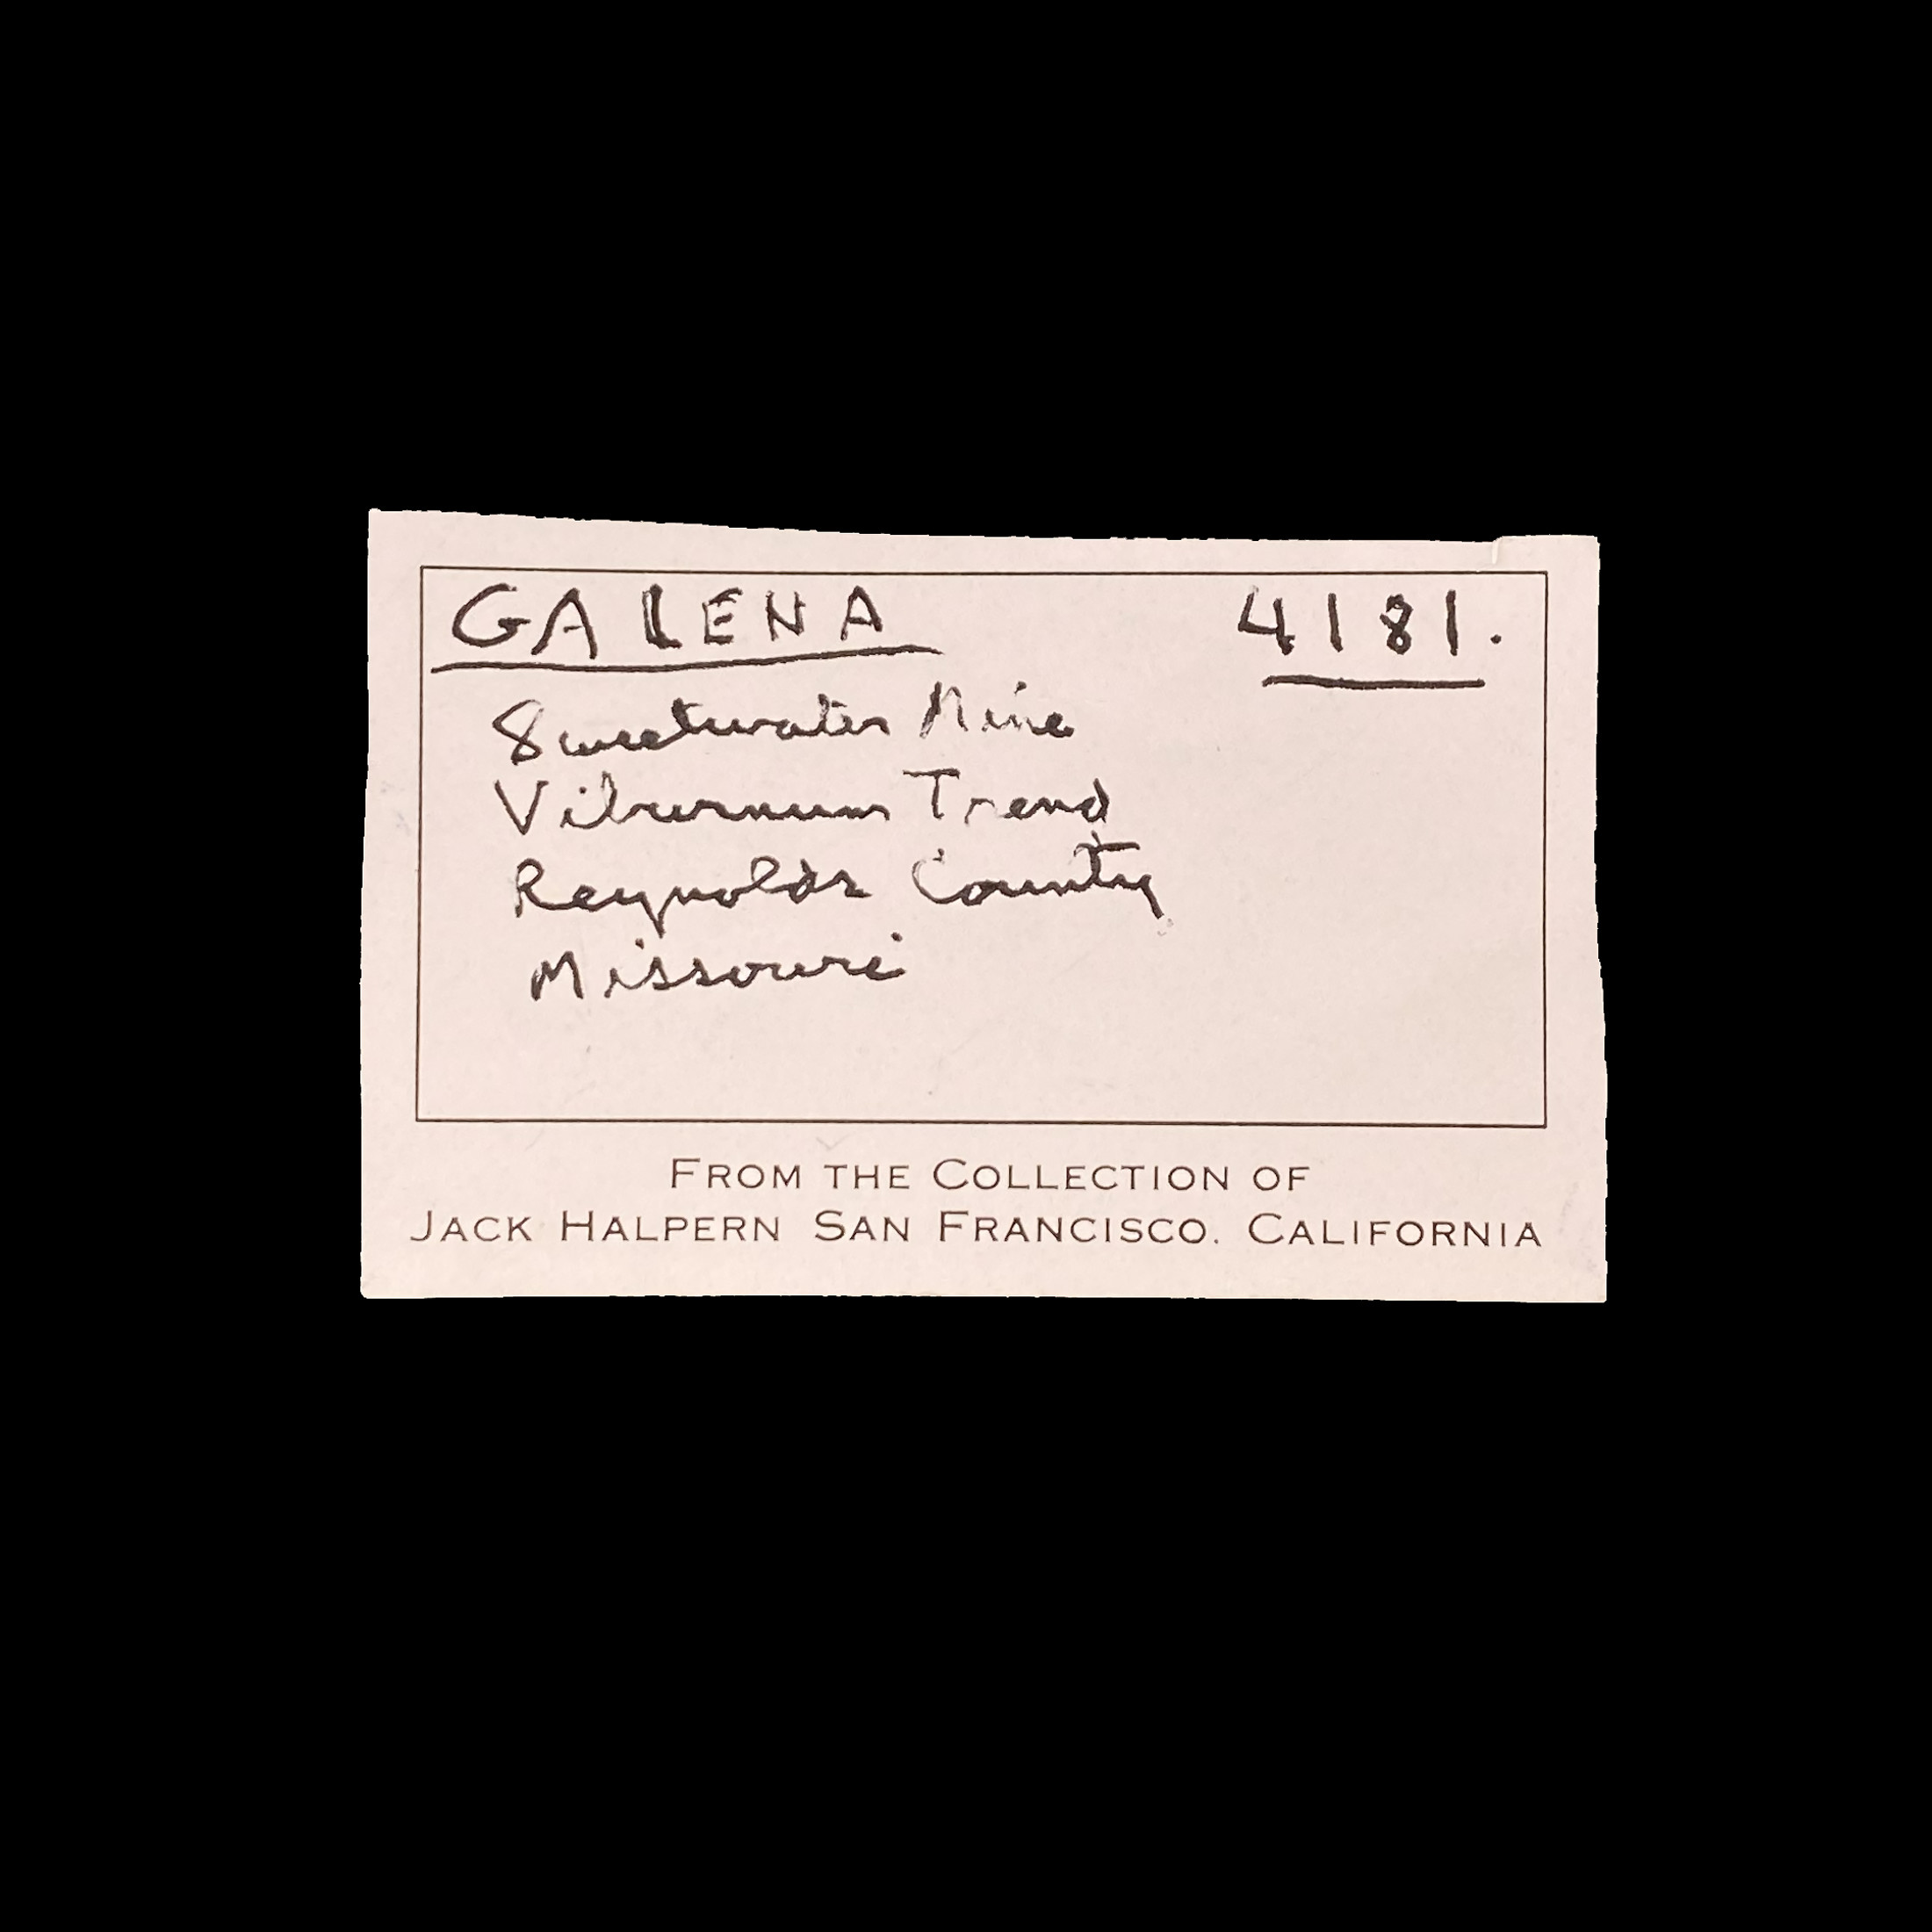 GALENA 4181.
Sweetwater Mine
Viburnum Trend
Reynolds County
Missouri
FROM THE COLLECTION OF
JACK HALPERN SAN FRANCISCO. CALIFORNIA